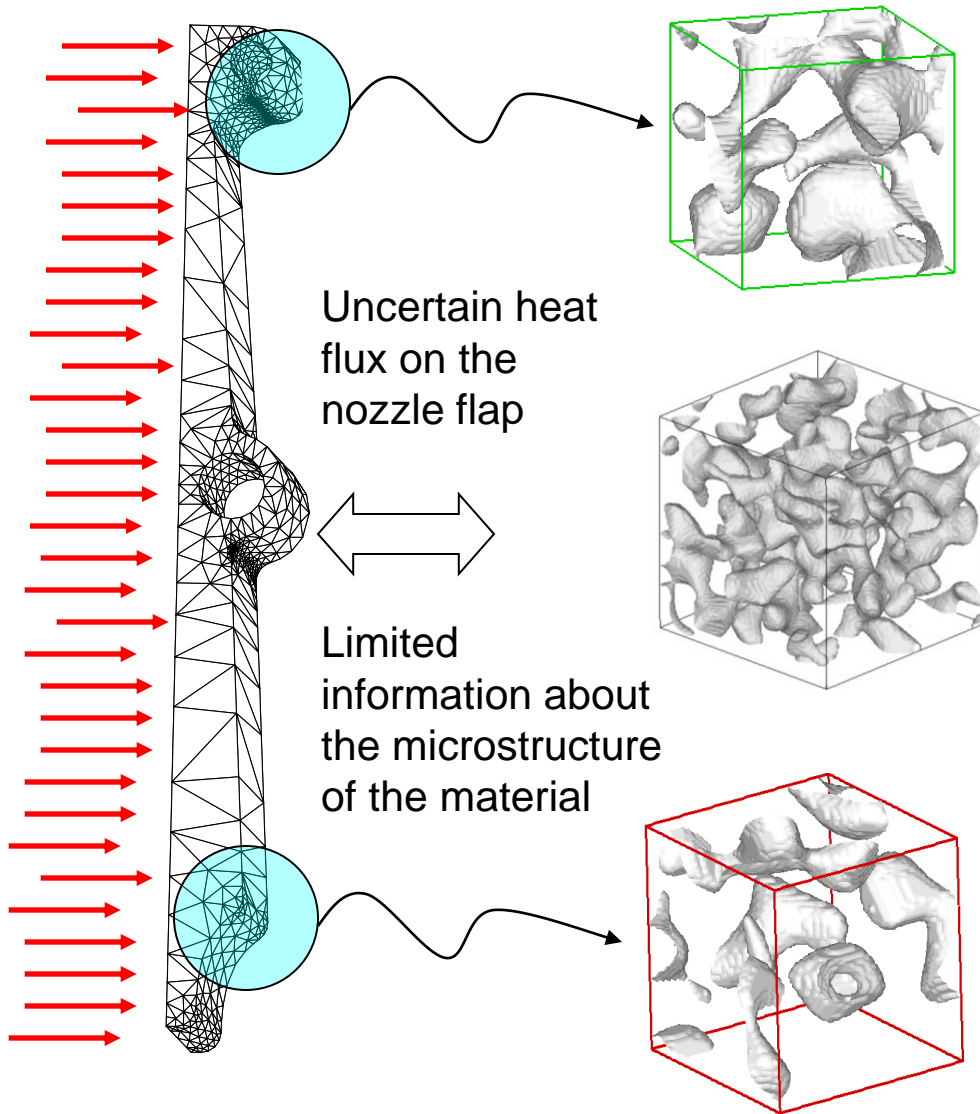 Uncertain heat
flux on the
nozzle flap
Limited
information about
the microstructure
of the material